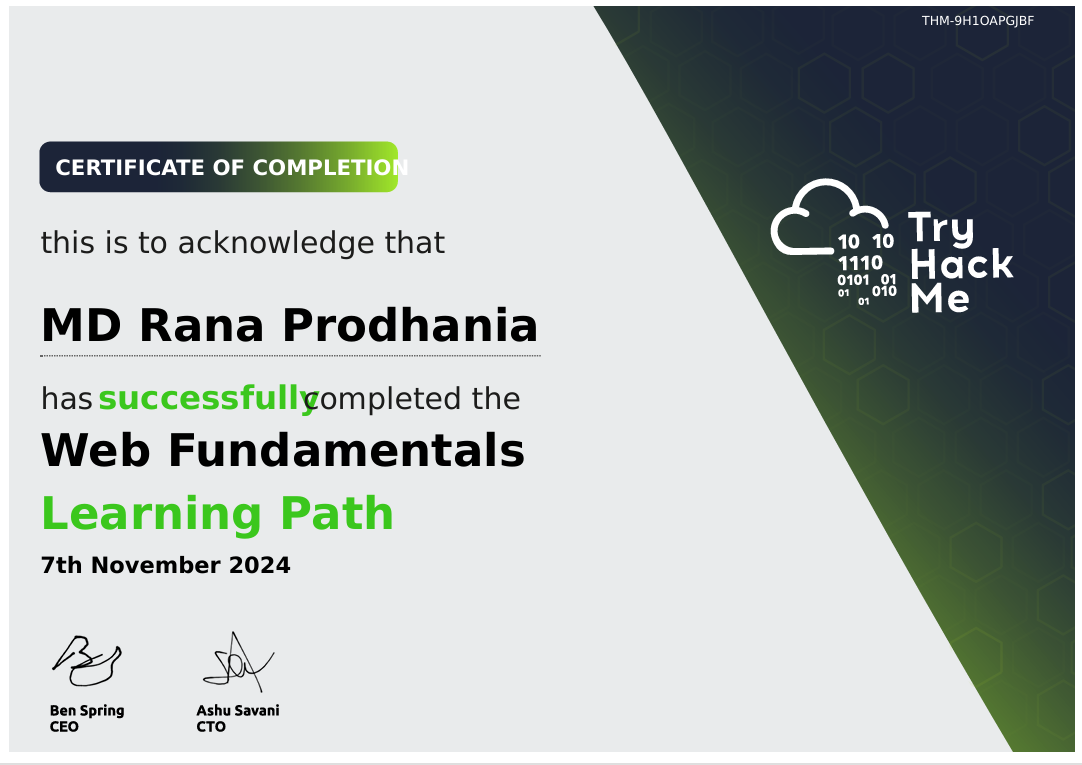 THM-9H1OAPGJBF
CERTIFICATE OF COMPLETION
this is to acknowledge that
MD Rana Prodhania
has successfully completed the
Web Fundamentals
Learning Path
7th November 2024
Ben Spring
CEO
Ashu Savani
CTO
10 10
1110
0101 01
01 010
01
Try
Hack
Me